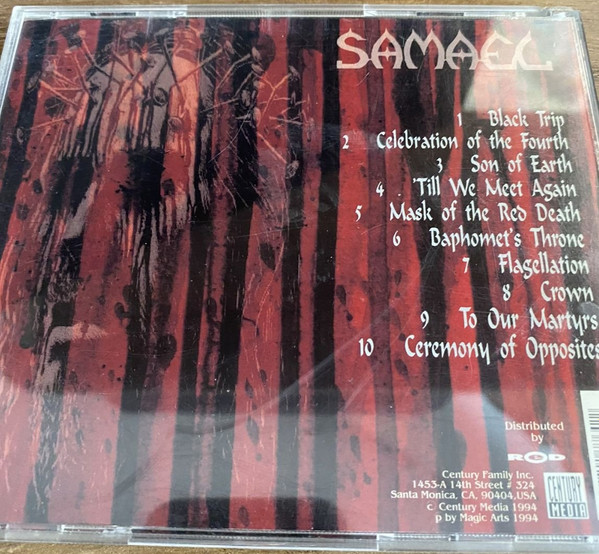 SAMAEL
1 Black Trip
2 Celebration of the Fourth
3 Son of Earth
4 'Till We Meet Again
5 Mask of the Red Death
6 Baphomet's Throne
7 Flagellation
8 Crown
9 To Our Martyrs
10 Ceremony of Opposites
Distributed
by
RED
Century Family Inc.
1453-A 14th Street # 324
Santa Monica, CA, 90404,USA
c Century Media 1994
p by Magic Arts 1994
CENTURY
MEDIA